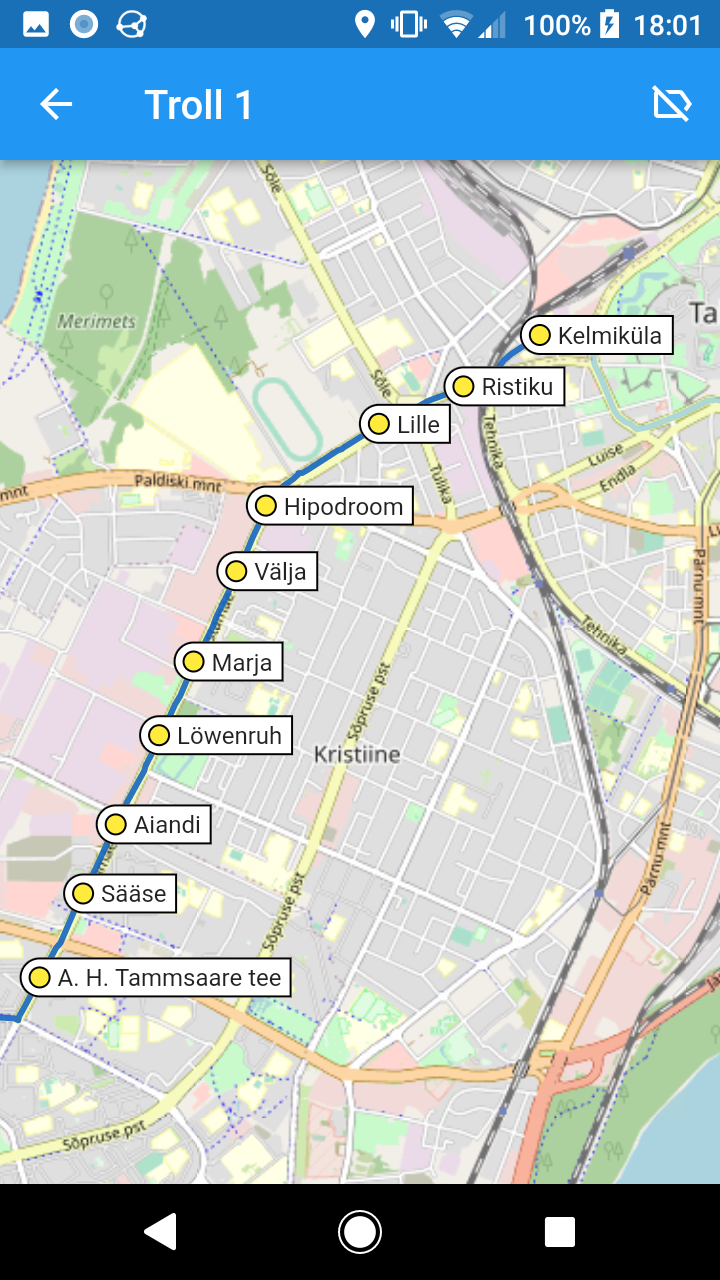 100% 18:01
Troll 1
Sõle
Merimets
Ta
Kelmiküla
Sõle
Ristiku
Lille
Tehnika
Luise
Tulika
Endla
Paldiski mnt
mnt
Hipodroom
Lu
Välja
Pärnu mnt
Tehnika
Marja
Sõpruse pst
Löwenruh
Kristiine
Aiandi
Pärnu mnt
Sääse
Sõpruse pst
A. H. Tammsaare tee
Sõpruse pst